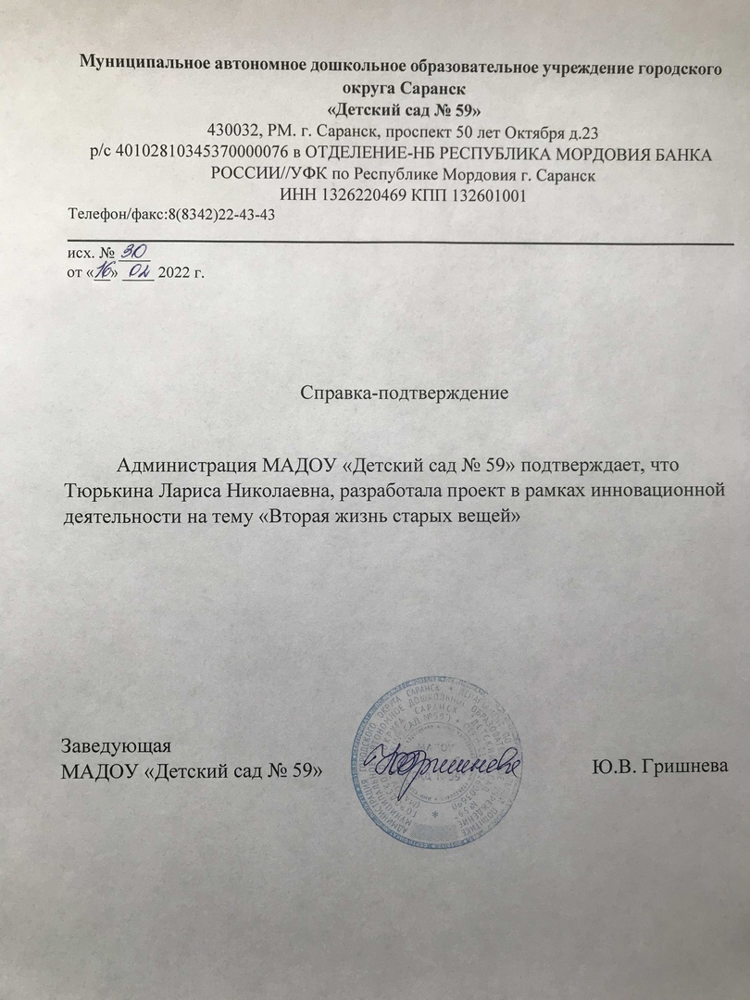 Муниципальное автономное дошкольное образовательное учреждение городского
округа Саранск
«Детский сад № 59»
430032, РМ. г. Саранск, проспект 50 лет Октября д.23
р/с 40102810345370000076 в ОТДЕЛЕНИЕ-НБ РЕСПУБЛИКА МОРДОВИЯ БАНКА
РОССИИ//УФК по Республике Мордовия г. Саранск
ИНН 1326220469 КПП 132601001
Телефон/факс:8(8342)22-43-43
исх. № 30
от «16» 02 2022 г.
Справка-подтверждение
Администрация МАДОУ «Детский сад № 59» подтверждает, что
Тюрькина Лариса Николаевна, разработала проект в рамках инновационной
деятельности на тему «Вторая жизнь старых вещей»
Заведующая
МАДОУ «Детский сад № 59»
Ю.В. Гришнева